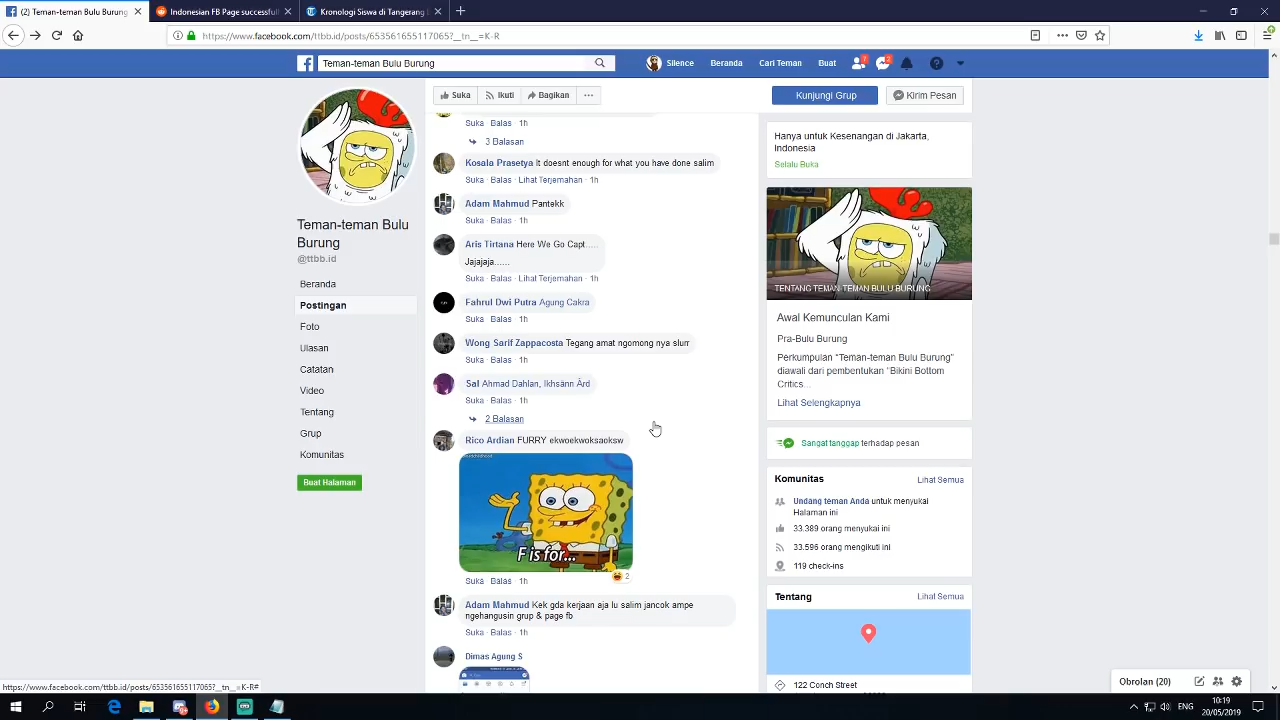 (2) Teman-teman Bulu Burung
Indonesian FB Page successfull
Kronologi Siswa di Tangerang
https://www.facebook.com/ttbb.id/posts/653561655117065?__tn__=K-R
Teman-teman Bulu Burung
Silence
Beranda
Cari Teman
Buat
7
2
Suka
Ikuti
Bagikan
Kunjungi Grup
Kirim Pesan
Teman-teman Bulu
Burung
@ttbb.id
Beranda
Postingan
Foto
Ulasan
Catatan
Video
Tentang
Grup
Komunitas
Buat Halaman
Suka · Balas · 1h
3 Balasan
Kosala Prasetya It doesnt enough for what you have done salim
Suka · Balas · Lihat Terjemahan · 1h
Adam Mahmud Pantekk
Suka · Balas · 1h
Aris Tirtana Here We Go Capt.....
Jajajaja......
Suka · Balas · Lihat Terjemahan · 1h
Fahrul Dwi Putra Agung Cakra
Suka · Balas · 1h
Wong Sarif Zappacosta Tegang amat ngomong nya slurr
Suka · Balas · 1h
Sal Ahmad Dahlan, Ikhsänn Ärd
Suka · Balas · 1h
2 Balasan
Rico Ardian FURRY ekwoekwoksaoksw
F is for...
2
Suka · Balas · 1h
Adam Mahmud Kek gda kerjaan aja lu salim jancok ampe
ngehangusin grup & page fb
Suka · Balas · 1h
Dimas Agung S
Hanya untuk Kesenangan di Jakarta,
Indonesia
Selalu Buka
TENTANG TEMAN-TEMAN BULU BURUNG
Awal Kemunculan Kami
Pra-Bulu Burung
Perkumpulan "Teman-teman Bulu Burung"
diawali dari pembentukan "Bikini Bottom
Critics...
Lihat Selengkapnya
Sangat tanggap terhadap pesan
Komunitas
Lihat Semua
Undang teman Anda untuk menyukai
Halaman ini
33.389 orang menyukai ini
33.596 orang mengikuti ini
119 check-ins
Tentang
Lihat Semua
122 Conch Street
Obrolan (20)
https://www.facebook.com/ttbb.id/posts/653561655117065?__tn__=K-R#
ENG
10:19
20/05/2019